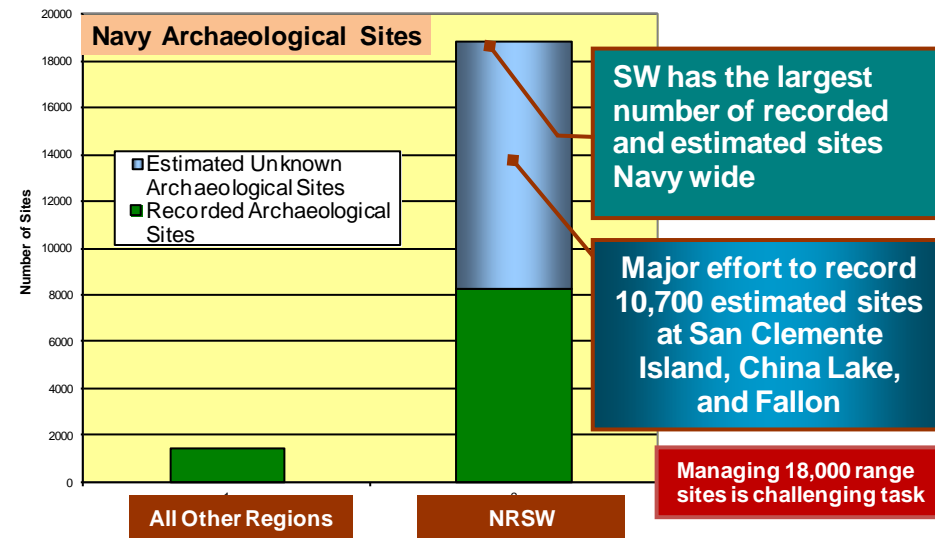 Navy Archaeological Sites
20000
18000
16000
14000
12000
10000
8000
6000
4000
2000
0
Number of Sites
Estimated Unknown
Archaeological Sites
Recorded Archaeological
Sites
SW has the largest
number of recorded
and estimated sites
Navy wide
Major effort to record
10,700 estimated sites
at San Clemente
Island, China Lake,
and Fallon
Managing 18,000 range
sites is challenging task
All Other Regions
NRSW